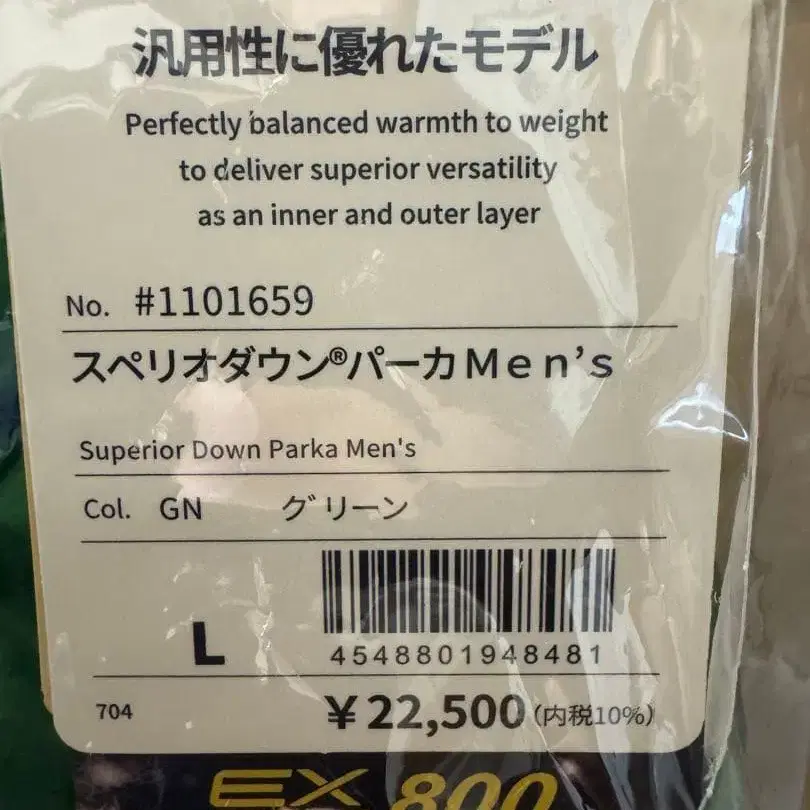 汎用性に優れたモデル
Perfectly balanced warmth to weight
to deliver superior versatility
as an inner and outer layer
No. #1101659
スペリオダウン®パーカMen's
Superior Down Parka Men's
Col. GN グリーン
L
4548801948481
704 ¥22,500(内税10%)
EX 800